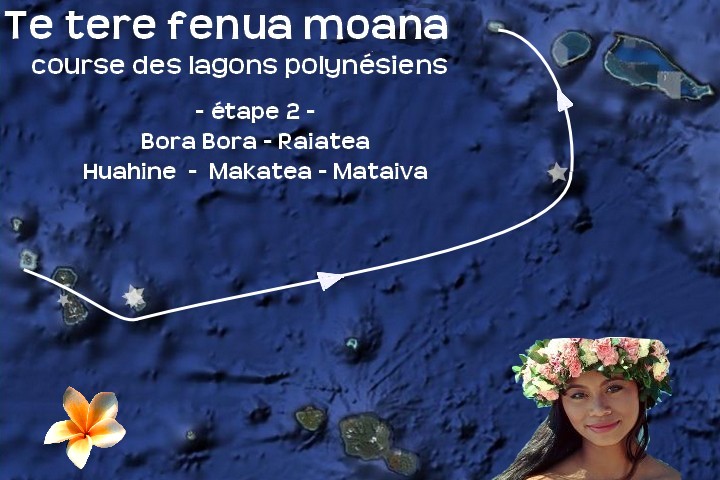 Te tere fenua moana
course des lagons polynésiens
- étape 2 -
Bora Bora - Raiatea
Huahine - Makatea - Mataiva